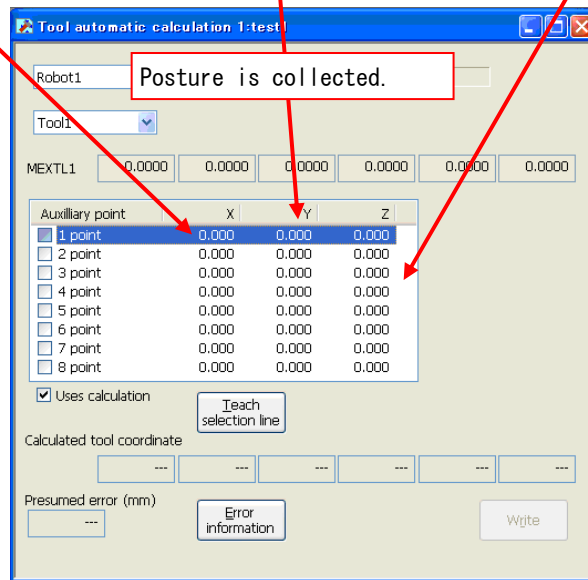 Tool automatic calculation 1:test1
Robot1
Posture is collected.
Tool1
MEXTL1 0.0000 0.0000 0.0000 0.0000 0.0000 0.0000
Auxiliary point X Y Z
1 point 0.000 0.000 0.000
2 point 0.000 0.000 0.000
3 point 0.000 0.000 0.000
4 point 0.000 0.000 0.000
5 point 0.000 0.000 0.000
6 point 0.000 0.000 0.000
7 point 0.000 0.000 0.000
8 point 0.000 0.000 0.000
Uses calculation
Teach
selection line
Calculated tool coordinate
--- --- --- --- --- ---
Presumed error (mm)
---
Error
information
Write